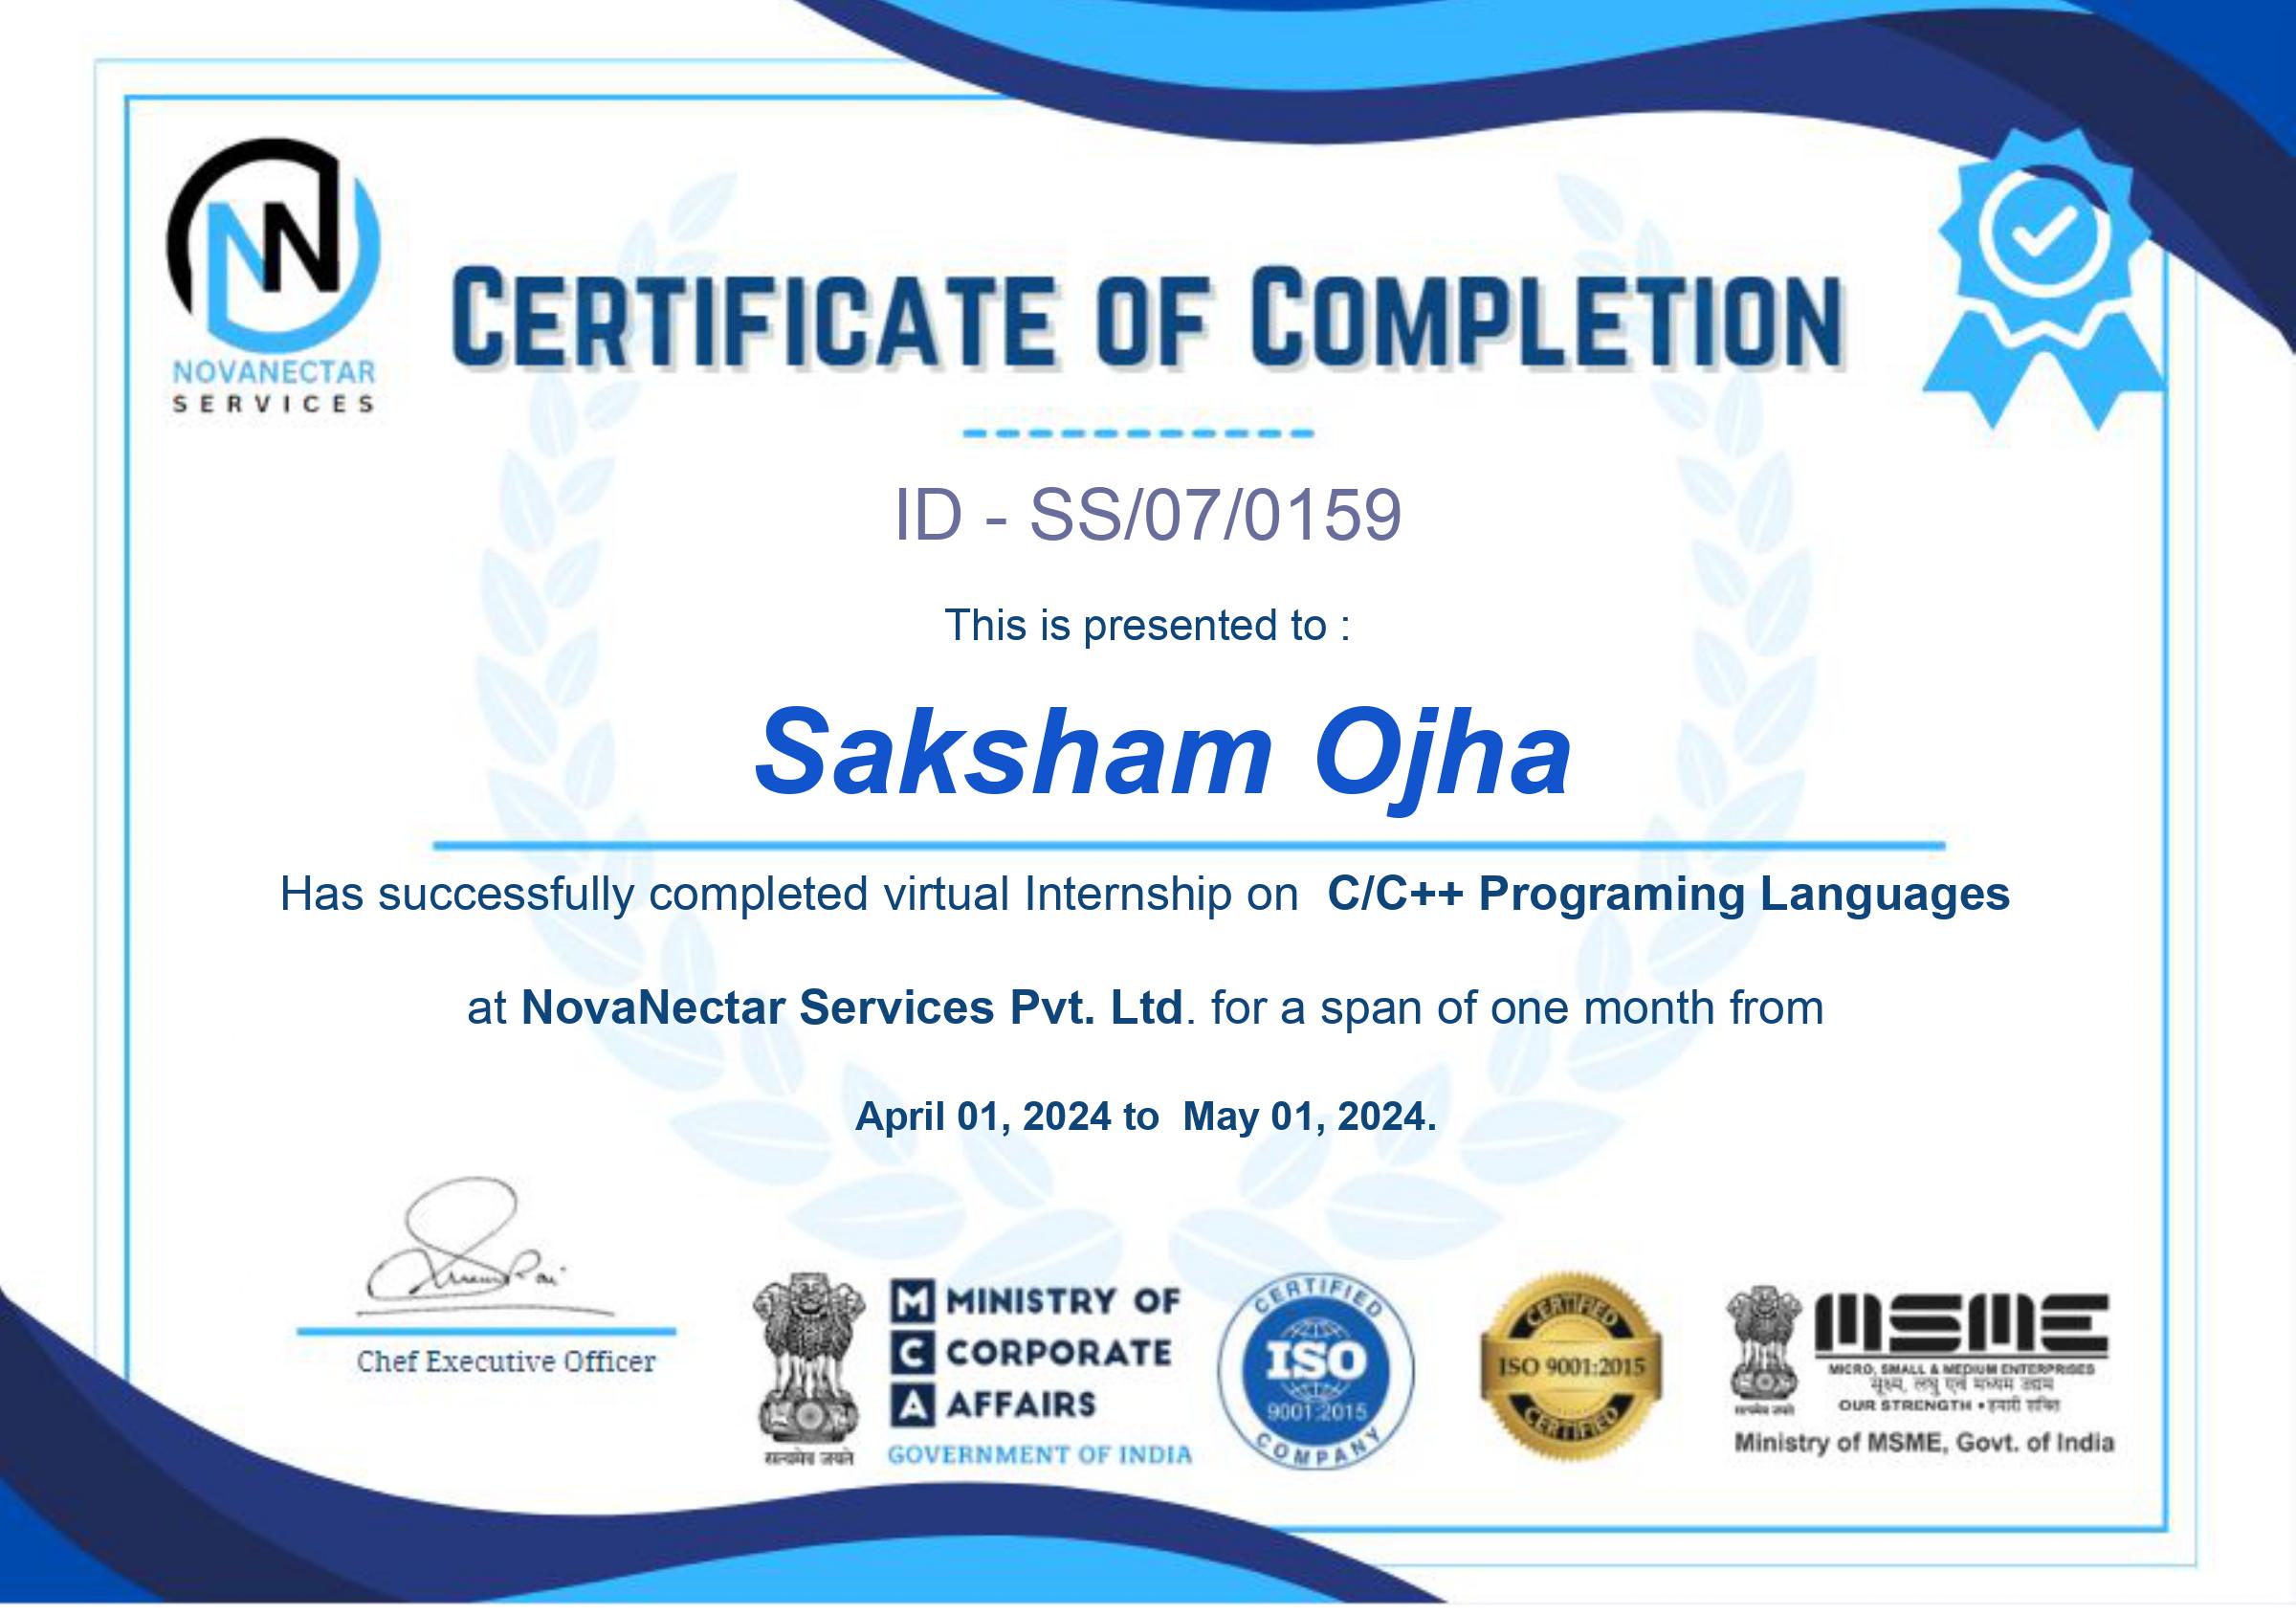 NN
NOVANECTAR
SERVICES
CERTIFICATE OF COMPLETION
ID - SS/07/0159
This is presented to :
Saksham Ojha
Has successfully completed virtual Internship on C/C++ Programing Languages
at NovaNectar Services Pvt. Ltd. for a span of one month from
April 01, 2024 to May 01, 2024.
Chef Executive Officer
सत्यमेव जयते
M MINISTRY OF
C CORPORATE
A AFFAIRS
GOVERNMENT OF INDIA
CERTIFIED
ISO
9001:2015
COMPANY
CERTIFIED
ISO 9001:2015
CERTIFIED
सत्यमेव जयते
MSME
MICRO, SMALL & MEDIUM ENTERPRISES
सूक्ष्म, लघु एवं मध्यम उद्यम
OUR STRENGTH • हमारी शक्ति
Ministry of MSME, Govt. of India